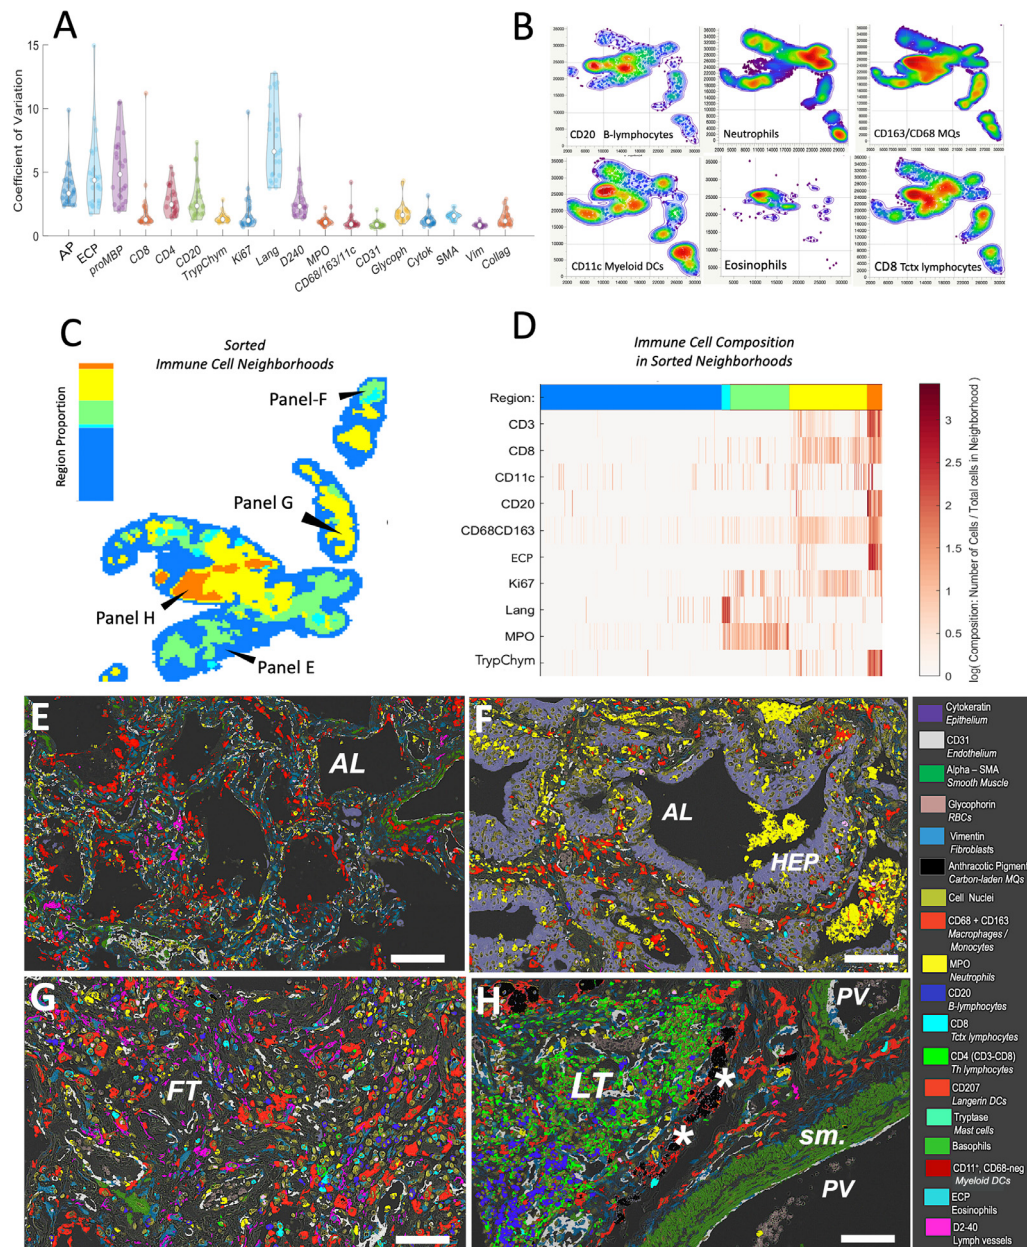 A
Coefficient of Variation
15
10
5
0
AP
ECP
proMBP
CD8
CD4
CD20
TrypChym
Ki67
Lang
D240
MPO
CD68/163/11c
CD31
Glycoph
Cytok
SMA
Vim
Collag
B
CD20 B-lymphocytes
Neutrophils
CD163/CD68 MQs
CD11c Myeloid DCs
Eosinophils
CD8 Tctx lymphocytes
C
Sorted
Immune Cell Neighborhoods
Region Proportion
Panel-F
Panel G
Panel H
Panel E
D
Immune Cell Composition
in Sorted Neighborhoods
Region:
CD3
CD8
CD11c
CD20
CD68CD163
ECP
Ki67
Lang
MPO
TrypChym
3
2.5
2
1.5
1
0.5
0
log( Composition: Number of Cells / Total cells in Neighborhood )
E
AL
F
AL
HEP
G
FT
H
LT
*
*
PV
sm.
PV
Cytokeratin
Epithelium
CD31
Endothelium
Alpha – SMA
Smooth Muscle
Glycophorin
RBCs
Vimentin
Fibroblasts
Anthracotic Pigment
Carbon-laden MQs
Cell Nuclei
CD68 + CD163
Macrophages /
Monocytes
MPO
Neutrophils
CD20
B-lymphocytes
CD8
Tctx lymphocytes
CD4 (CD3-CD8)
Th lymphocytes
CD207
Langerin DCs
Tryptase
Mast cells
Basophils
CD11⁺, CD68-neg
Myeloid DCs
ECP
Eosinophils
D2-40
Lymph vessels